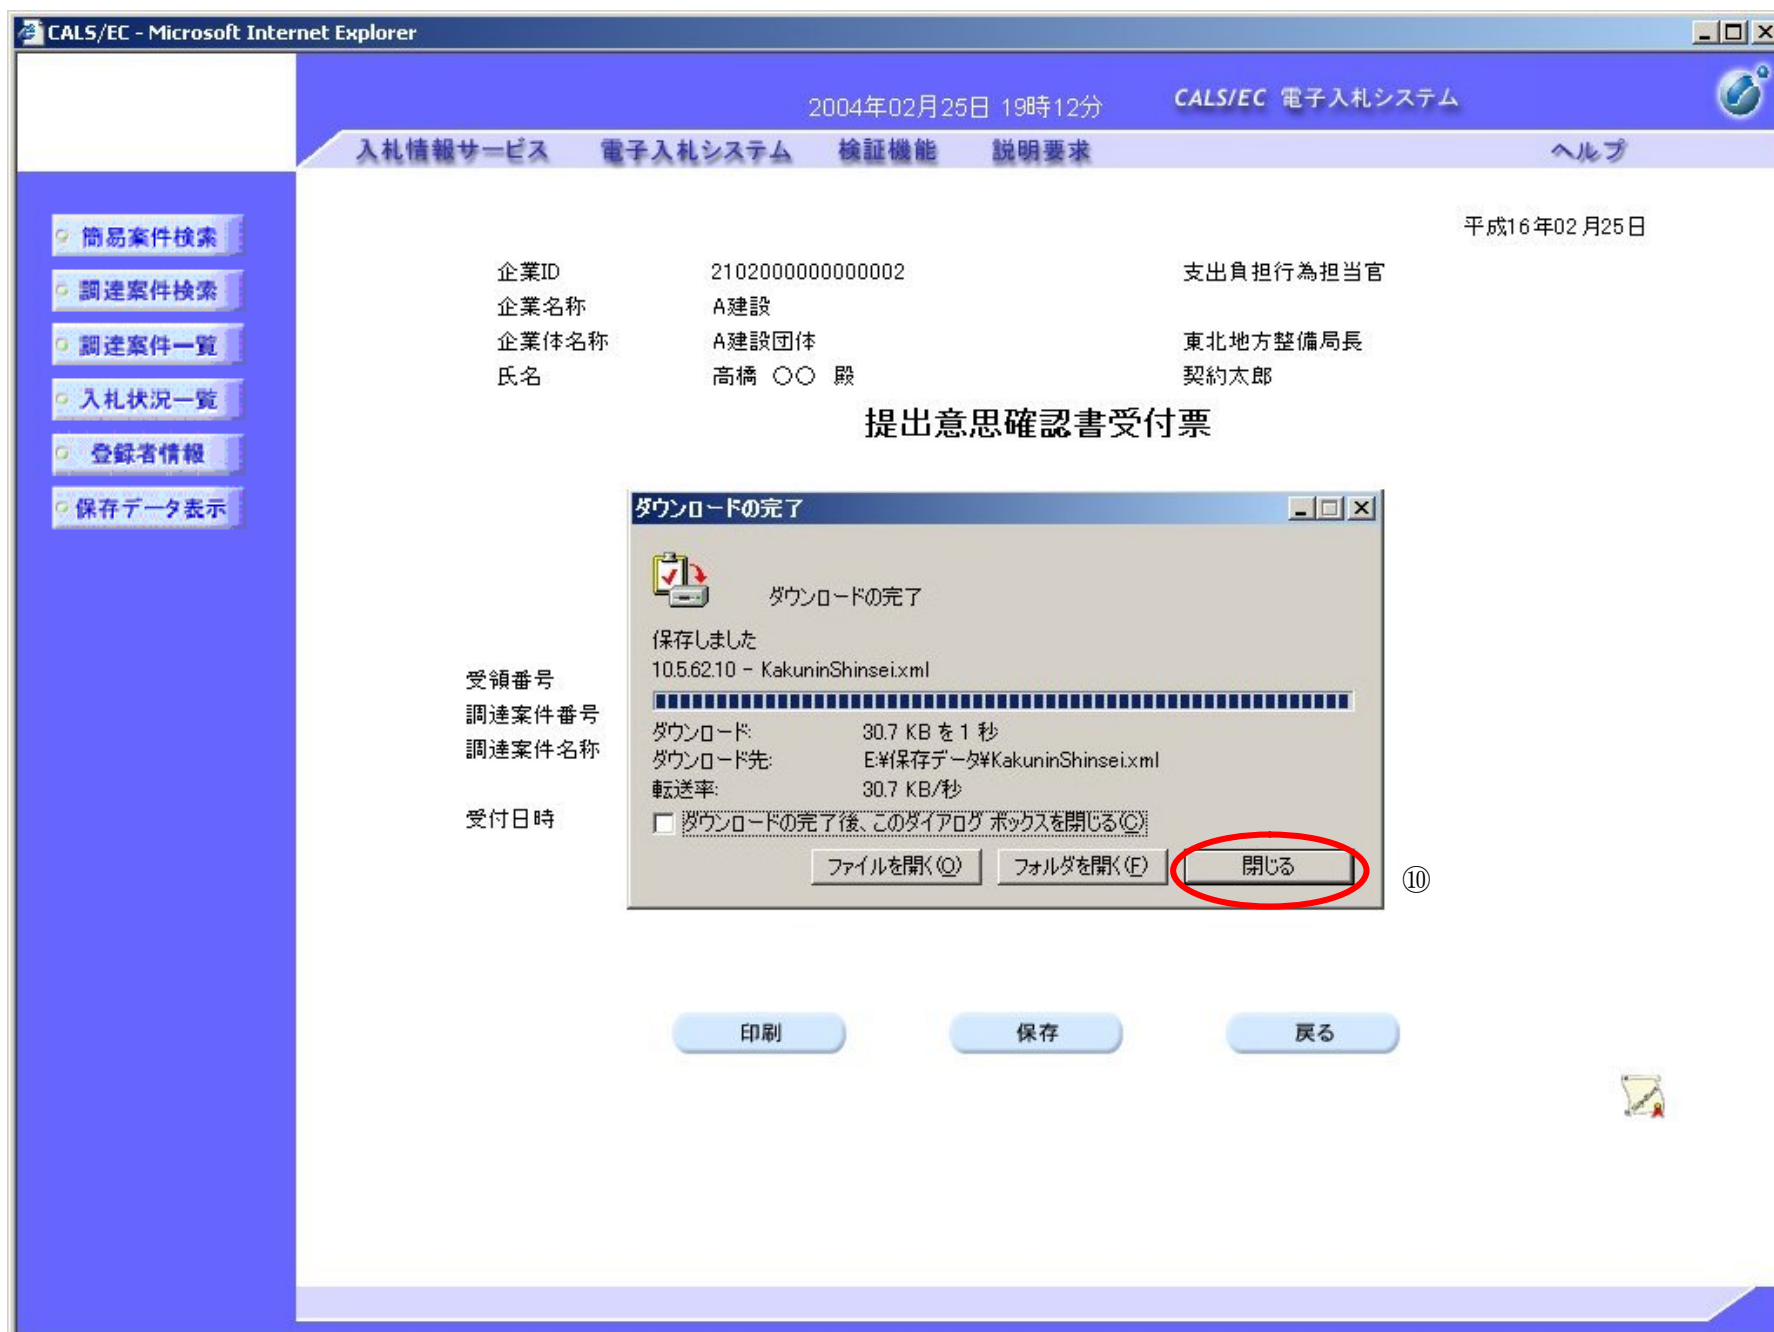 CALS/EC - Microsoft Internet Explorer
2004年02月25日 19時12分
CALS/EC 電子入札システム
入札情報サービス 電子入札システム 検証機能 説明要求 ヘルプ
簡易案件検索
調達案件検索
調達案件一覧
入札状況一覧
登録者情報
保存データ表示
平成16年02月25日
企業ID 2102000000000002 支出負担行為担当官
企業名称 A建設
企業体名称 A建設団体 東北地方整備局長
氏名 高橋 〇〇 殿 契約太郎
提出意思確認書受付票
受領番号
調達案件番号
調達案件名称
受付日時
ダウンロードの完了
ダウンロードの完了
保存しました
10.5.62.10 - KakuninShinsei.xml
ダウンロード: 30.7 KB を 1 秒
ダウンロード先: E:¥保存データ¥KakuninShinsei.xml
転送率: 30.7 KB/秒
ダウンロードの完了後、このダイアログ ボックスを閉じる(C)
ファイルを開く(O) フォルダを開く(F) 閉じる
⑩
印刷 保存 戻る